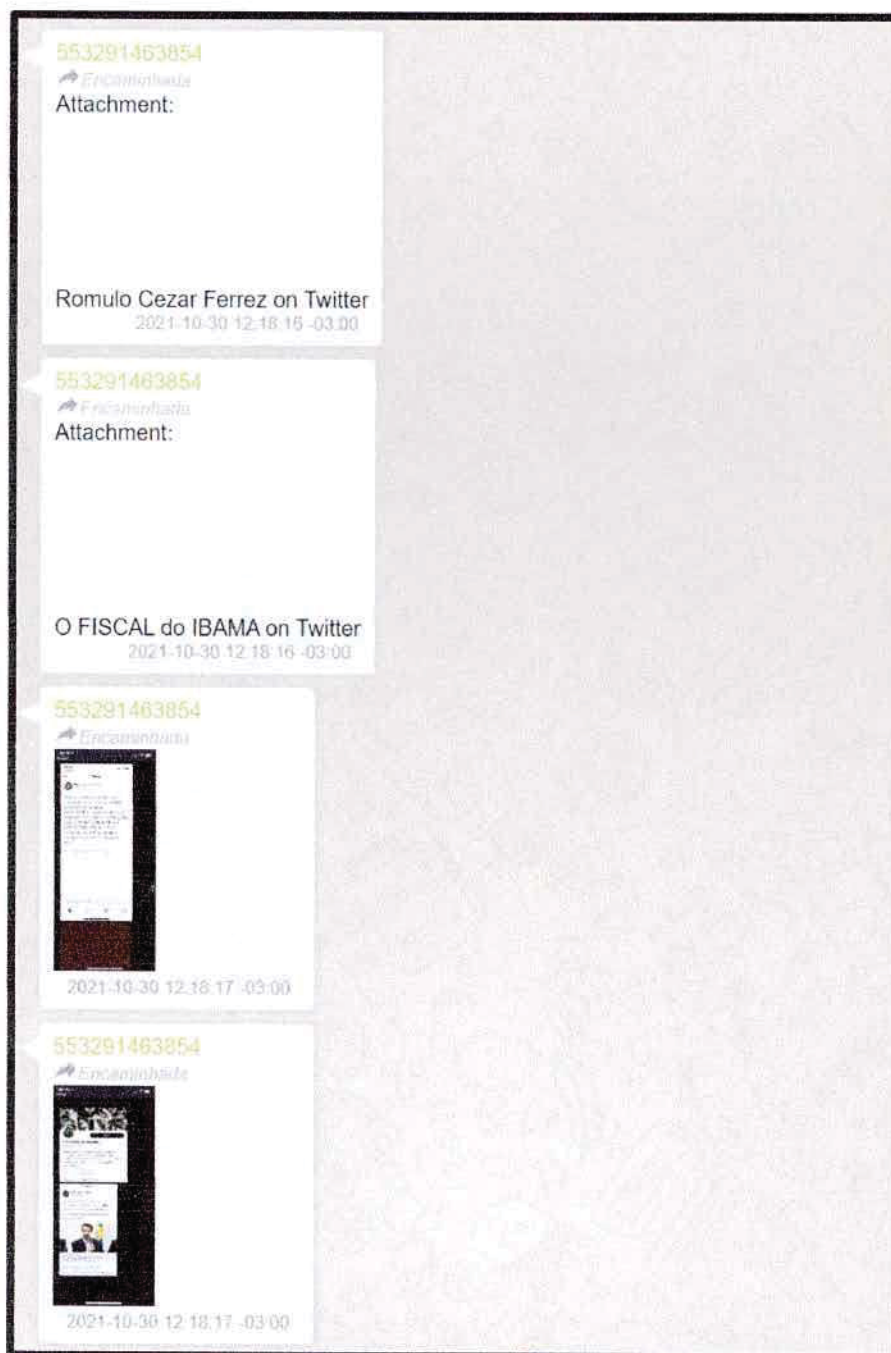 553291463854
Encaminhada
Attachment:
Romulo Cezar Ferrez on Twitter
2021-10-30 12:18:16 -03:00
553291463854
Encaminhada
Attachment:
O FISCAL do IBAMA on Twitter
2021-10-30 12:18:16 -03:00
553291463854
Encaminhada
2021-10-30 12:18:17 -03:00
553291463854
Encaminhada
2021-10-30 12:18:17 -03:00